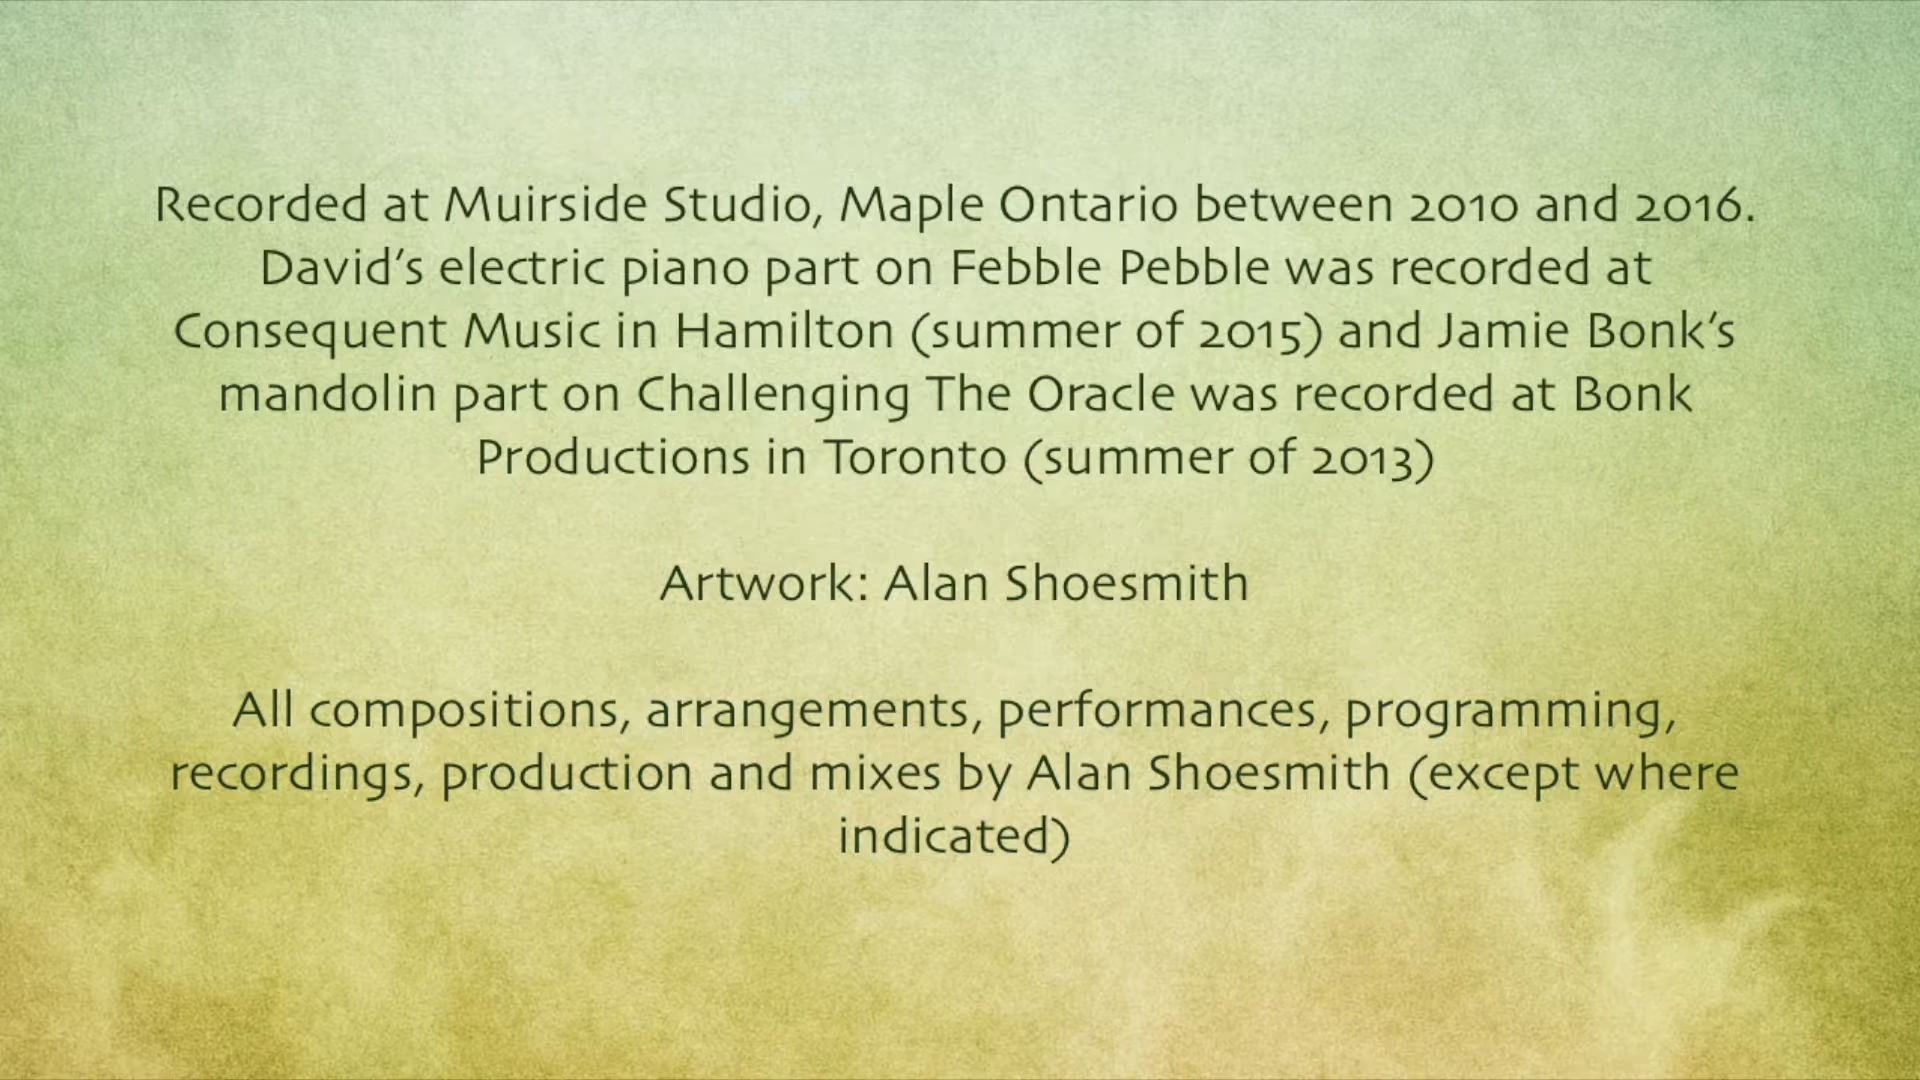 Recorded at Muirside Studio, Maple Ontario between 2010 and 2016.
David's electric piano part on Febble Pebble was recorded at
Consequent Music in Hamilton (summer of 2015) and Jamie Bonk's
mandolin part on Challenging The Oracle was recorded at Bonk
Productions in Toronto (summer of 2013)
Artwork: Alan Shoesmith
All compositions, arrangements, performances, programming,
recordings, production and mixes by Alan Shoesmith (except where
indicated)